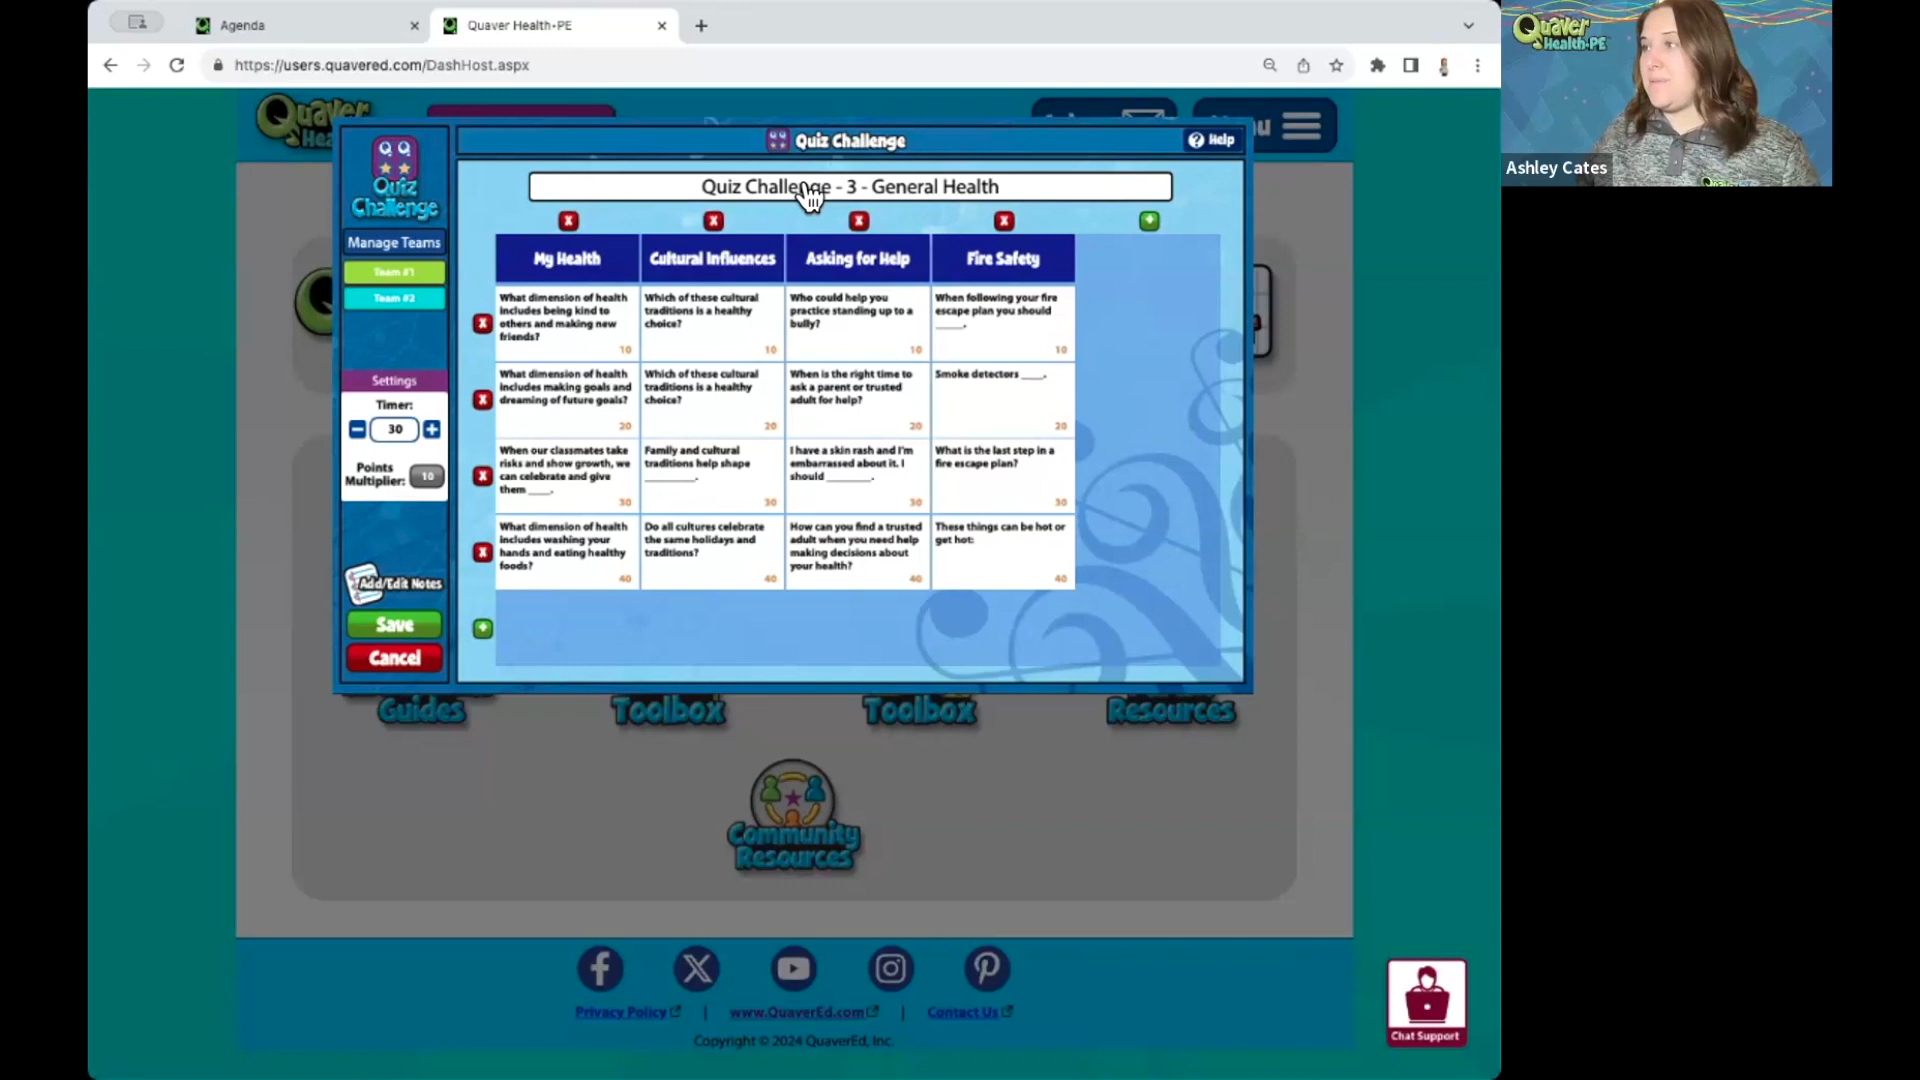 Agenda
Quaver Health•PE
https://users.quavered.com/DashHost.aspx
Quaver
Health•PE
Ashley Cates
Quaver
Quiz Challenge
Help
Quiz
Challenge
Quiz Challenge - 3 - General Health
Manage Teams
Team #1
Team #2
Settings
Timer:
30
Points
Multiplier:
10
Add/Edit Notes
Save
Cancel
My Health
Cultural Influences
Asking for Help
Fire Safety
What dimension of health
includes being kind to
others and making new
friends?
10
Which of these cultural
traditions is a healthy
choice?
10
Who could help you
practice standing up to a
bully?
10
When following your fire
escape plan you should
_____.
10
What dimension of health
includes making goals and
dreaming of future goals?
20
Which of these cultural
traditions is a healthy
choice?
20
When is the right time to
ask a parent or trusted
adult for help?
20
Smoke detectors ____.
20
When our classmates take
risks and show growth, we
can celebrate and give
them ____.
30
Family and cultural
traditions help shape
_________.
30
I have a skin rash and I'm
embarrassed about it. I
should ________.
30
What is the last step in a
fire escape plan?
30
What dimension of health
includes washing your
hands and eating healthy
foods?
40
Do all cultures celebrate
the same holidays and
traditions?
40
How can you find a trusted
adult when you need help
making decisions about
your health?
40
These things can be hot or
get hot:
40
Guides
Toolbox
Toolbox
Resources
Community
Resources
Privacy Policy | www.QuaverEd.com | Contact Us
Copyright © 2024 QuaverEd, Inc.
Chat Support